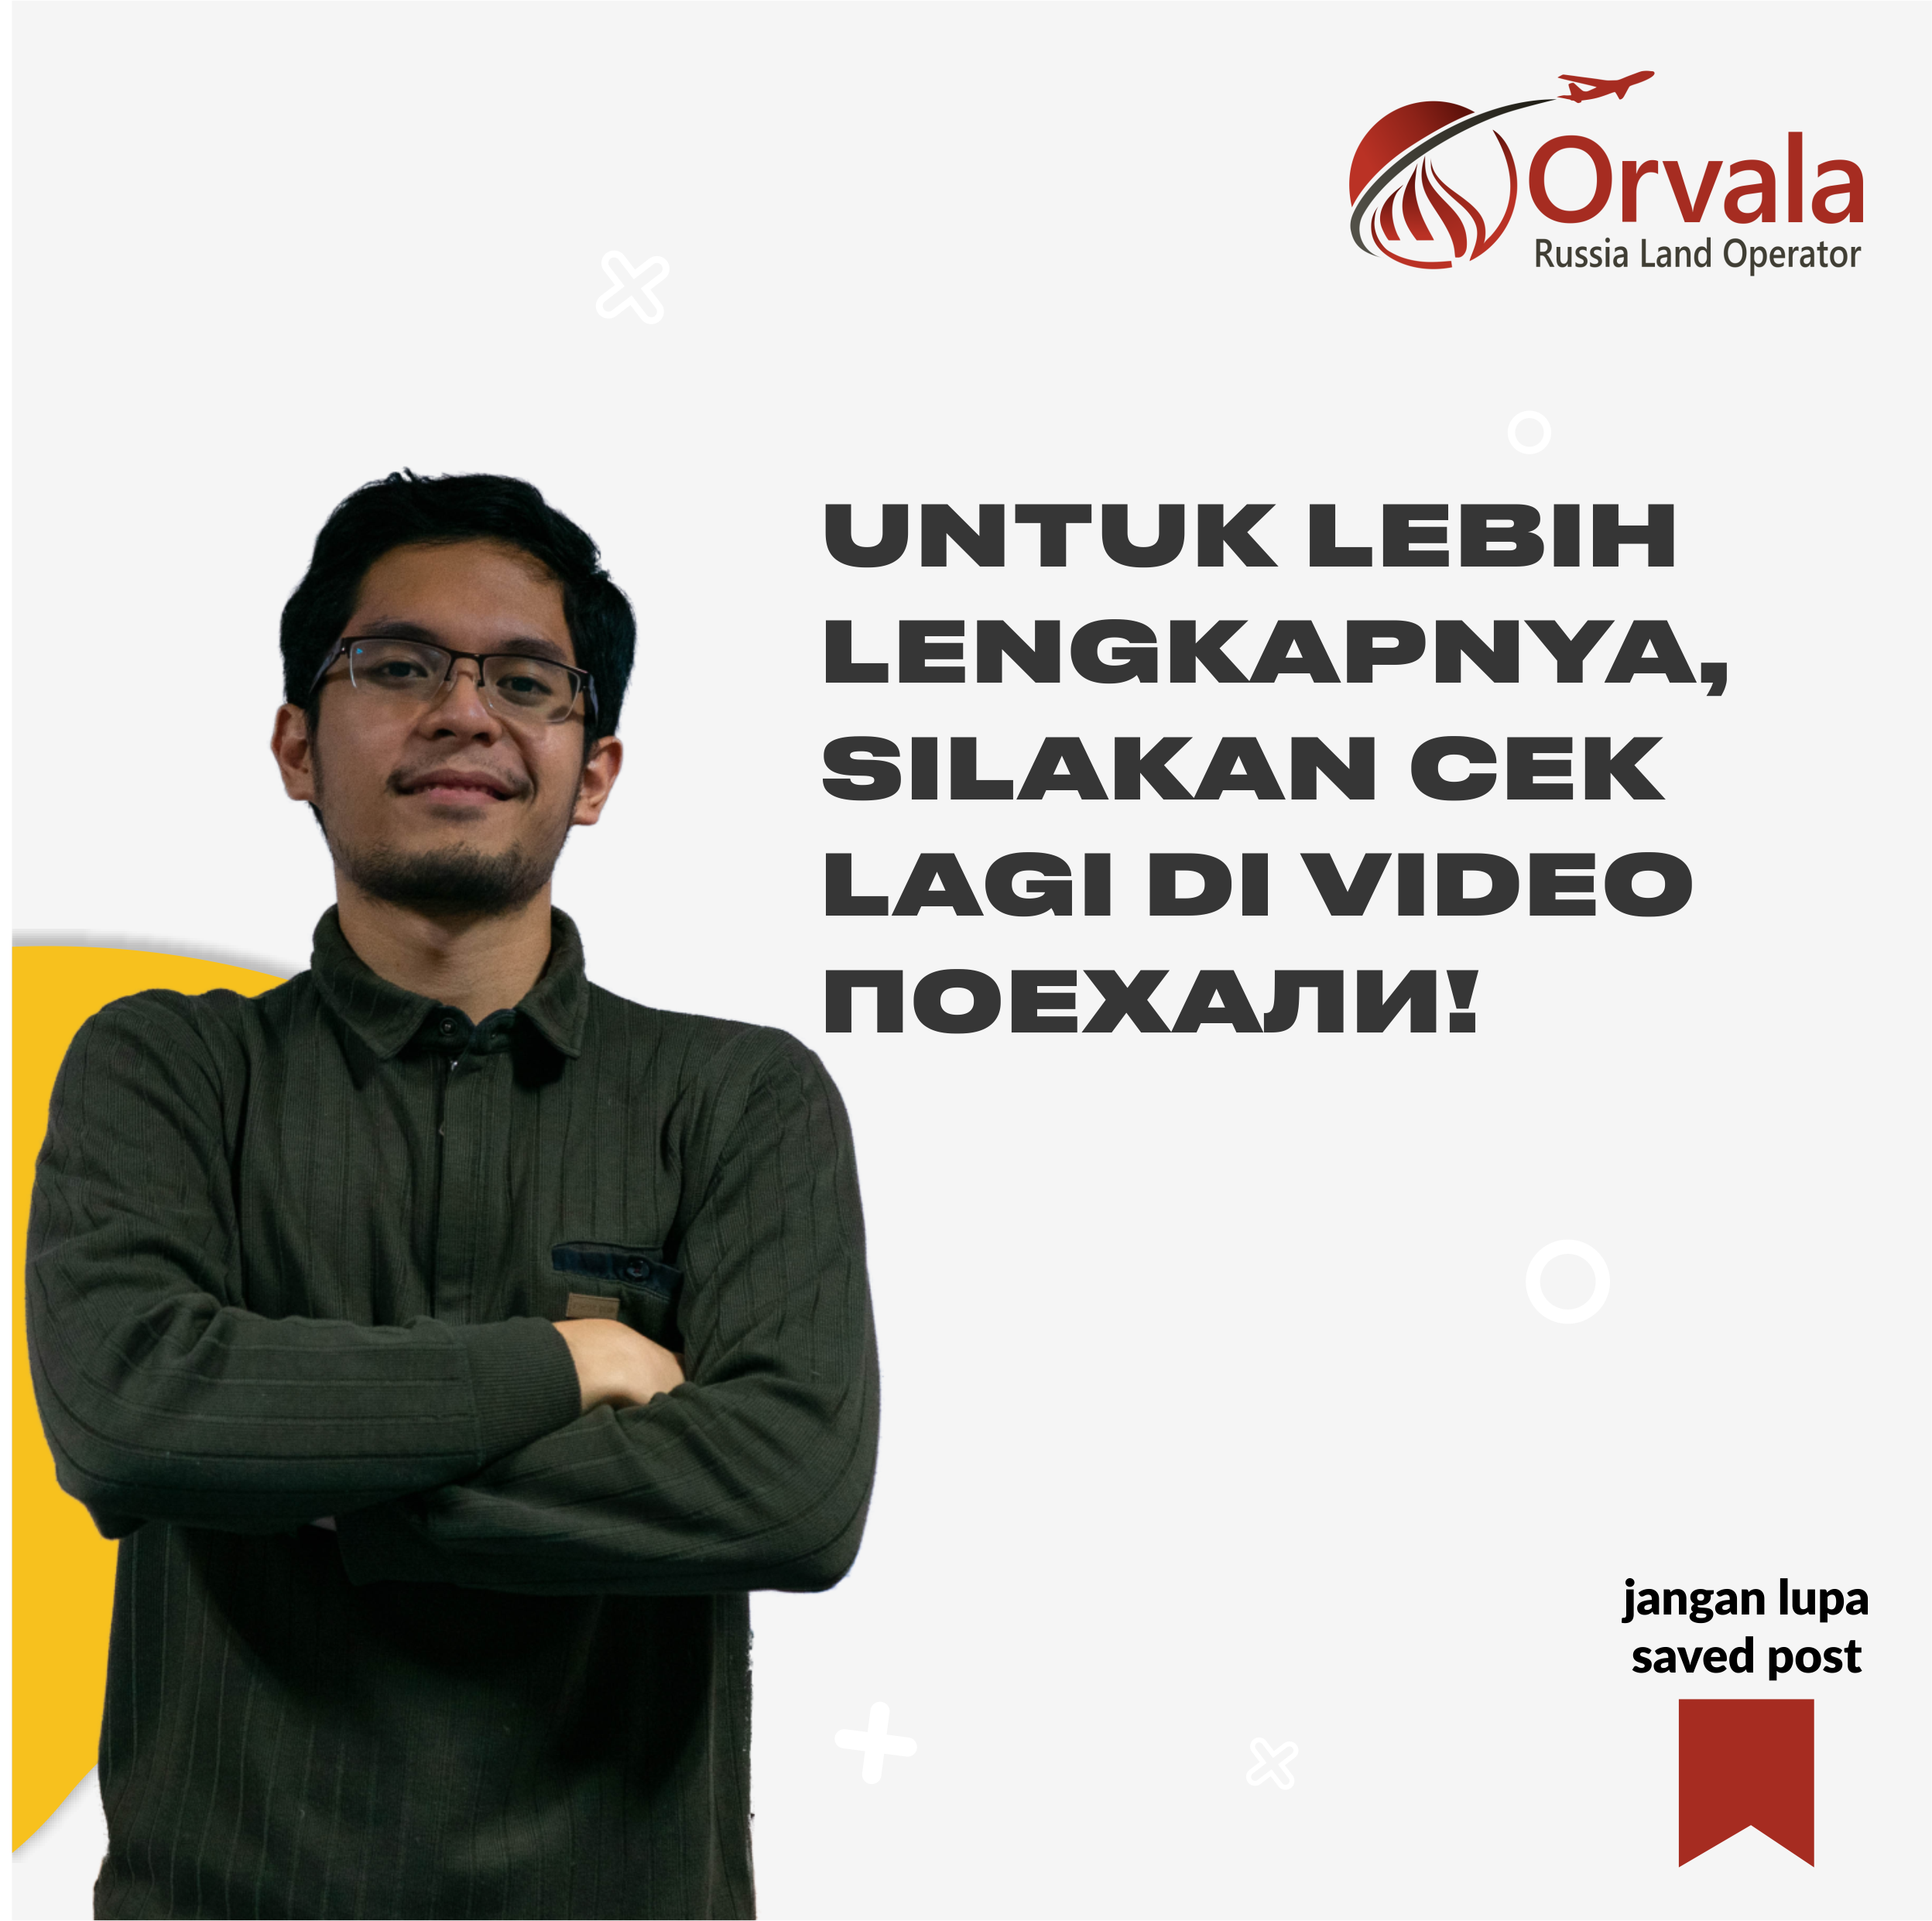 Orvala
Russia Land Operator
UNTUK LEBIH
LENGKAPNYA,
SILAKAN CEK
LAGI DI VIDEO
ПОЕХАЛИ!
jangan lupa
saved post